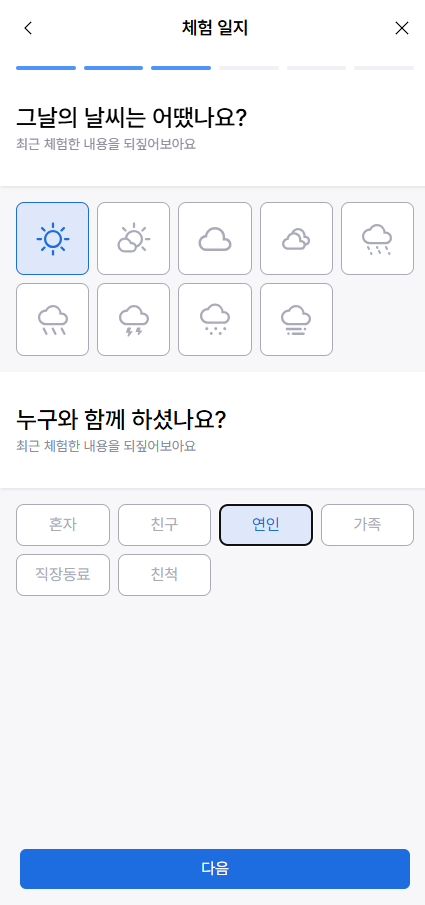 체험 일지
그날의 날씨는 어땠나요?
최근 체험한 내용을 되짚어보아요
누구와 함께 하셨나요?
최근 체험한 내용을 되짚어보아요
혼자 친구 연인 가족
직장동료 친척
다음